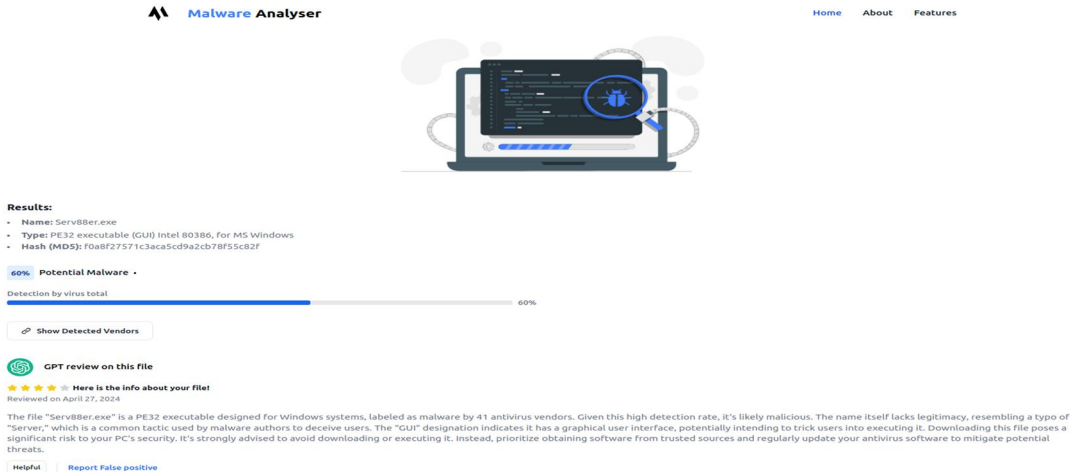 Malware Analyser
Home About Features
Results:
• Name: Serv88er.exe
• Type: PE32 executable (GUI) Intel 80386, for MS Windows
• Hash (MD5): f0a8f27571c3aca5cd9a2cb78f55c82f
60% Potential Malware •
Detection by virus total
60%
Show Detected Vendors
GPT review on this file
Here is the info about your file!
Reviewed on April 27, 2024
The file "Serv88er.exe" is a PE32 executable designed for Windows systems, labeled as malware by 41 antivirus vendors. Given this high detection rate, it's likely malicious. The name itself lacks legitimacy, resembling a typo of
"Server," which is a common tactic used by malware authors to deceive users. The "GUI" designation indicates it has a graphical user interface, potentially intending to trick users into executing it. Downloading this file poses a
significant risk to your PC's security. It's strongly advised to avoid downloading or executing it. Instead, prioritize obtaining software from trusted sources and regularly update your antivirus software to mitigate potential
threats.
Helpful Report False positive